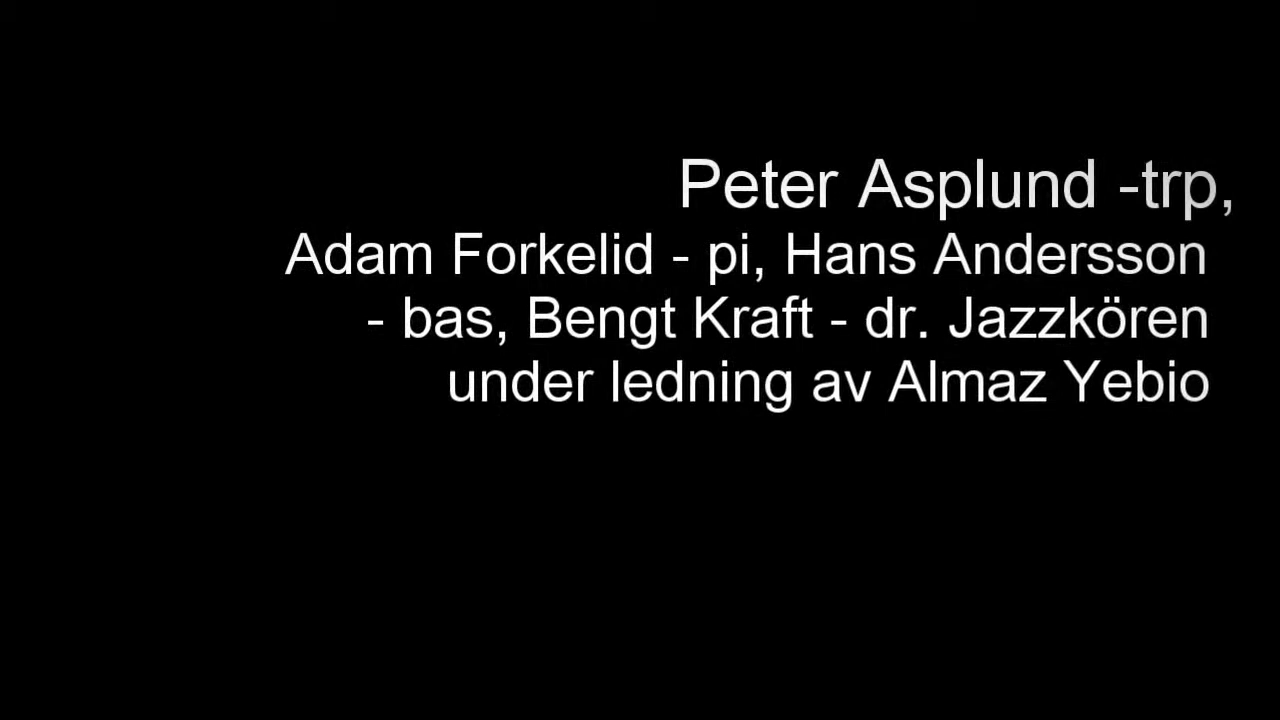 Peter Asplund -trp,
Adam Forkelid - pi, Hans Andersson
- bas, Bengt Kraft - dr. Jazzkören
under ledning av Almaz Yebio